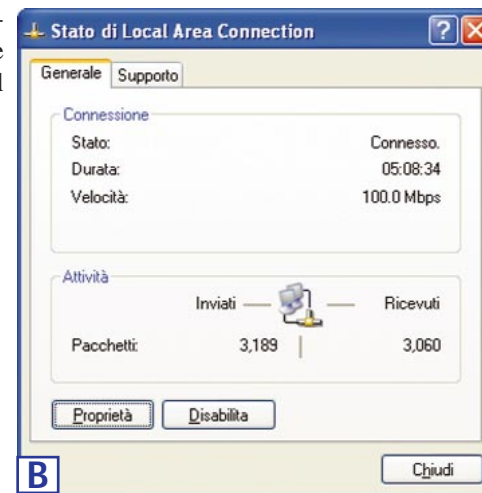 -
e
l
Stato di Local Area Connection
Generale Supporto
Connessione
Stato: Connesso.
Durata: 05:08:34
Velocità: 100.0 Mbps
Attività
Inviati Ricevuti
Pacchetti: 3,189 3,060
Proprietà Disabilita
Chiudi
B